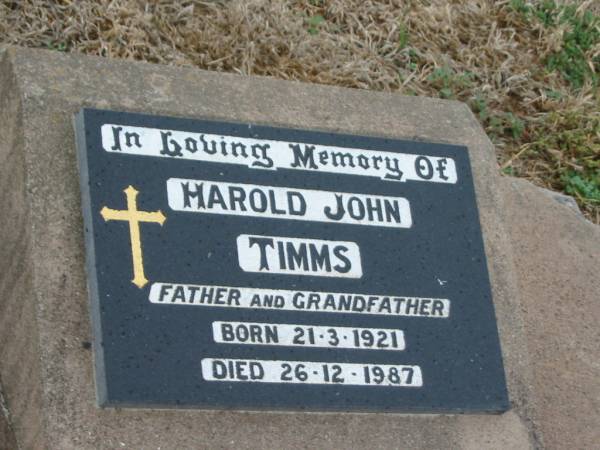 In Loving Memory Of
HAROLD JOHN
TIMMS
FATHER AND GRANDFATHER
BORN 21-3-1921
DIED 26-12-1987